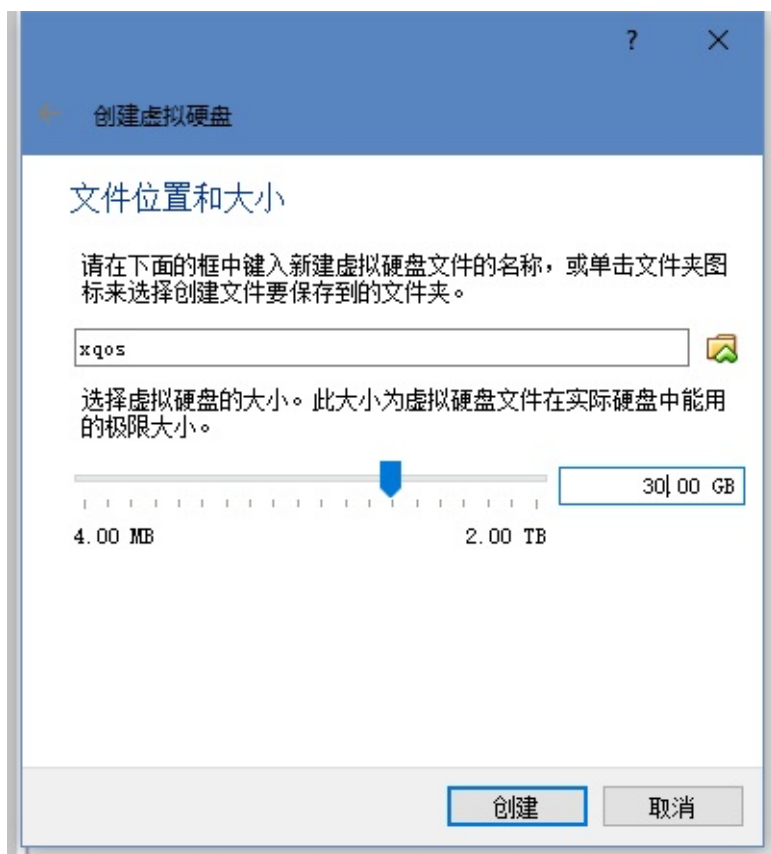 ?
创建虚拟硬盘
文件位置和大小
请在下面的框中键入新建虚拟硬盘文件的名称，或单击文件夹图
标来选择创建文件要保存到的文件夹。
xqos
选择虚拟硬盘的大小。此大小为虚拟硬盘文件在实际硬盘中能用
的极限大小。
30.00 GB
4.00 MB 2.00 TB
创建 取消